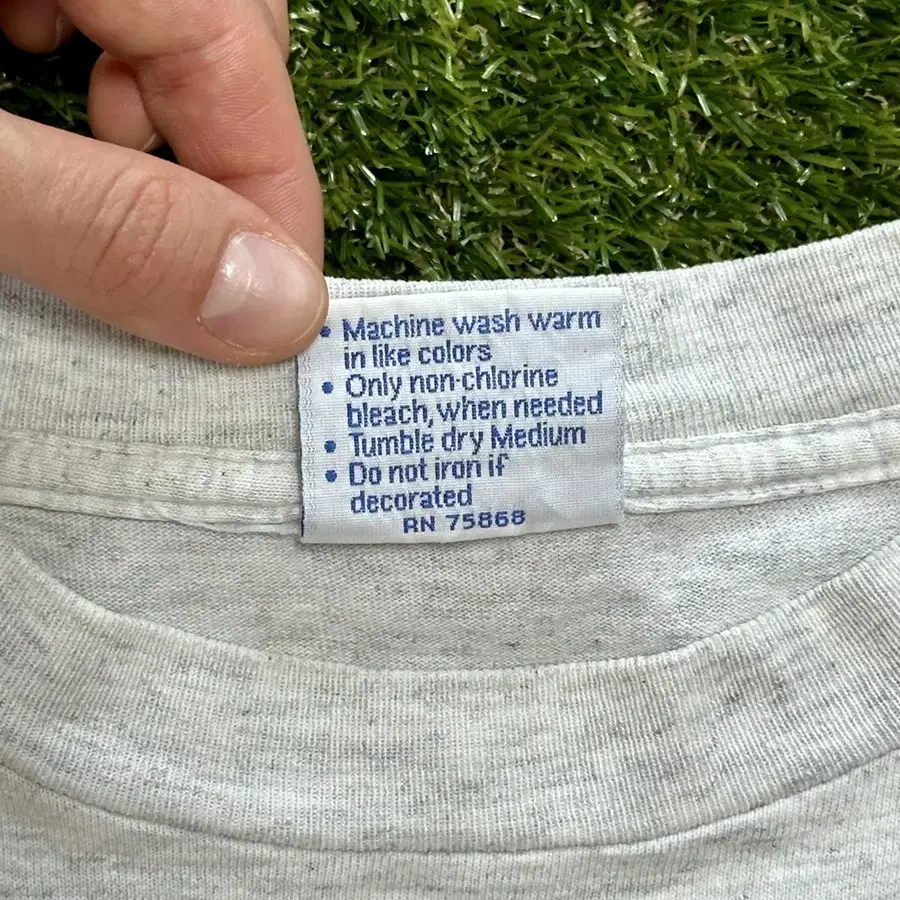 • Machine wash warm
in like colors
• Only non-chlorine
bleach, when needed
• Tumble dry Medium
• Do not iron if
decorated
RN 75868